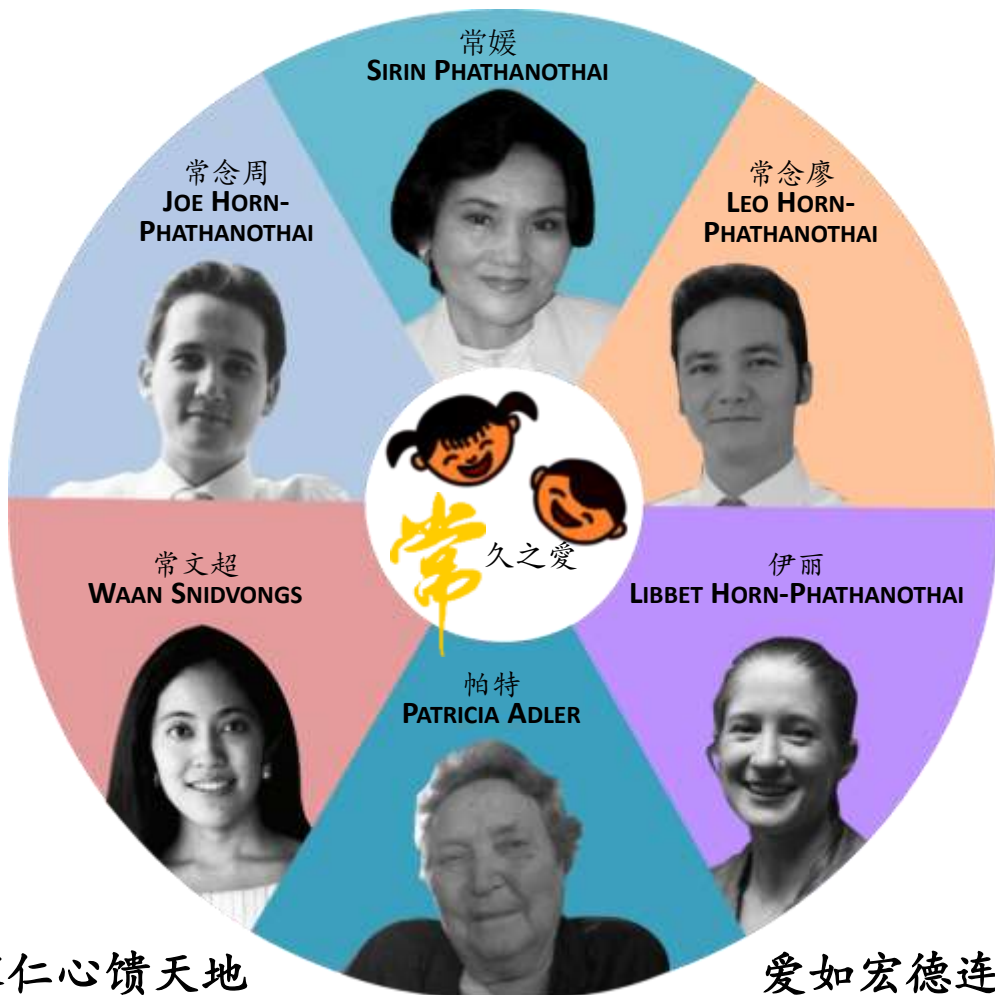 常媛
SIRIN PHATHANOTHAI
常念周
JOE HORN-
PHATHANOTHAI
常念廖
LEO HORN-
PHATHANOTHAI
常久之愛
常文超
WAAN SNIDVONGS
伊丽
LIBBET HORN-PHATHANOTHAI
帕特
PATRICIA ADLER
仁心馈天地
爱如宏德连